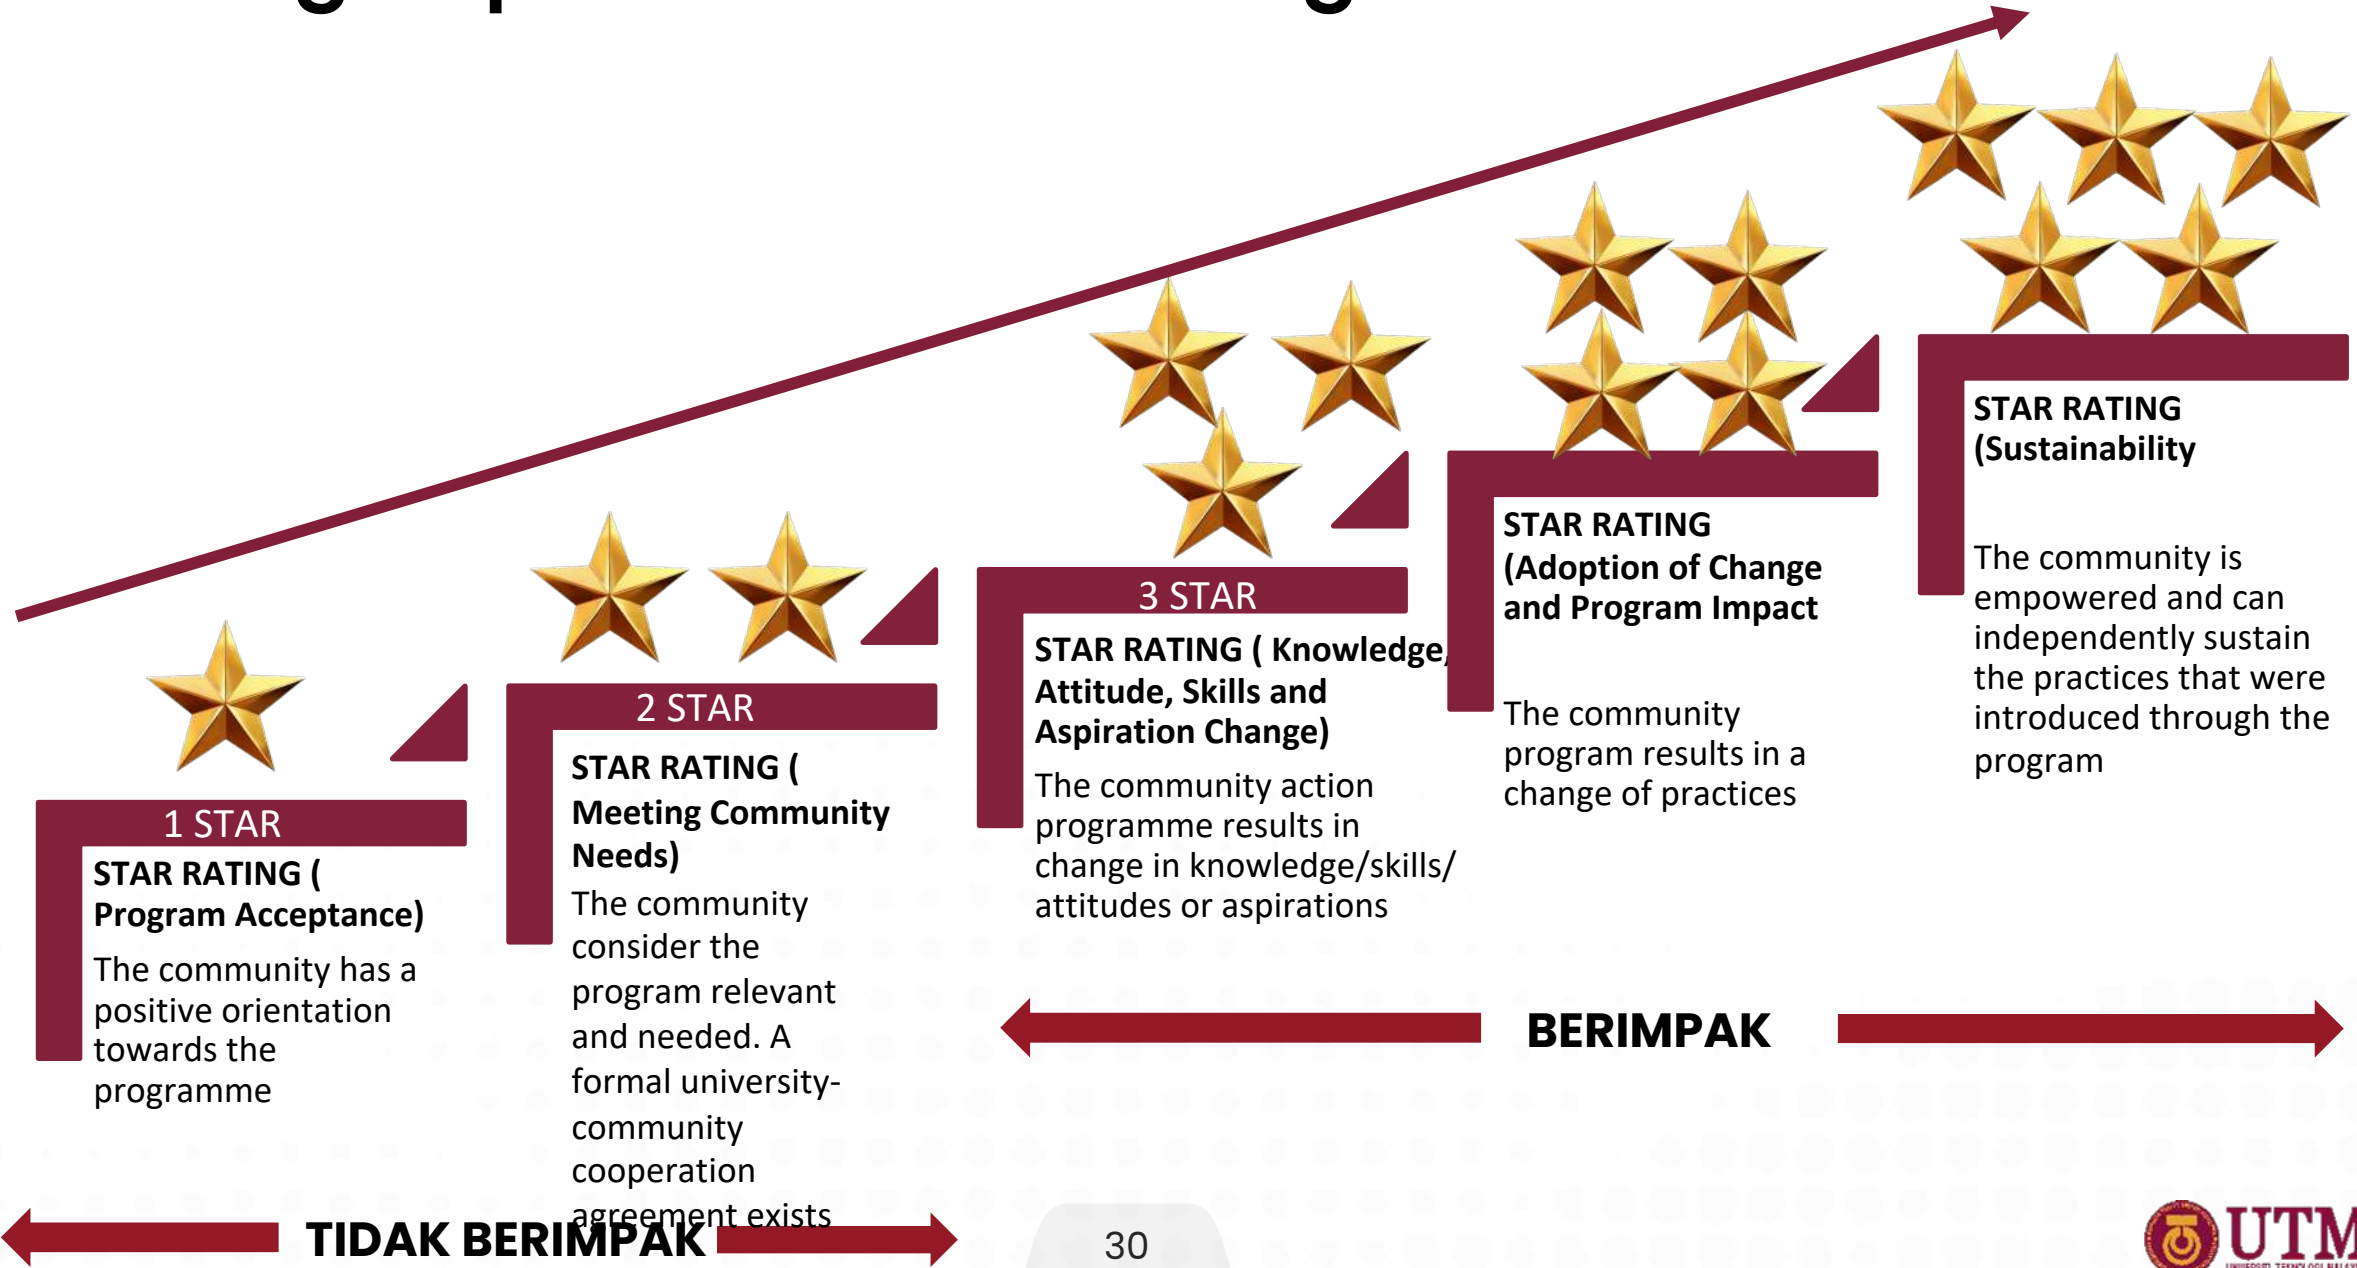 1 STAR
STAR RATING (
Program Acceptance)
The community has a
positive orientation
towards the
programme
2 STAR
STAR RATING (
Meeting Community
Needs)
The community
consider the
program relevant
and needed. A
formal university-
community
cooperation
agreement exists
3 STAR
STAR RATING ( Knowledge,
Attitude, Skills and
Aspiration Change)
The community action
programme results in
change in knowledge/skills/
attitudes or aspirations
STAR RATING
(Adoption of Change
and Program Impact
The community
program results in a
change of practices
STAR RATING
(Sustainability
The community is
empowered and can
independently sustain
the practices that were
introduced through the
program
BERIMPAK
TIDAK BERIMPAK
30
UTM